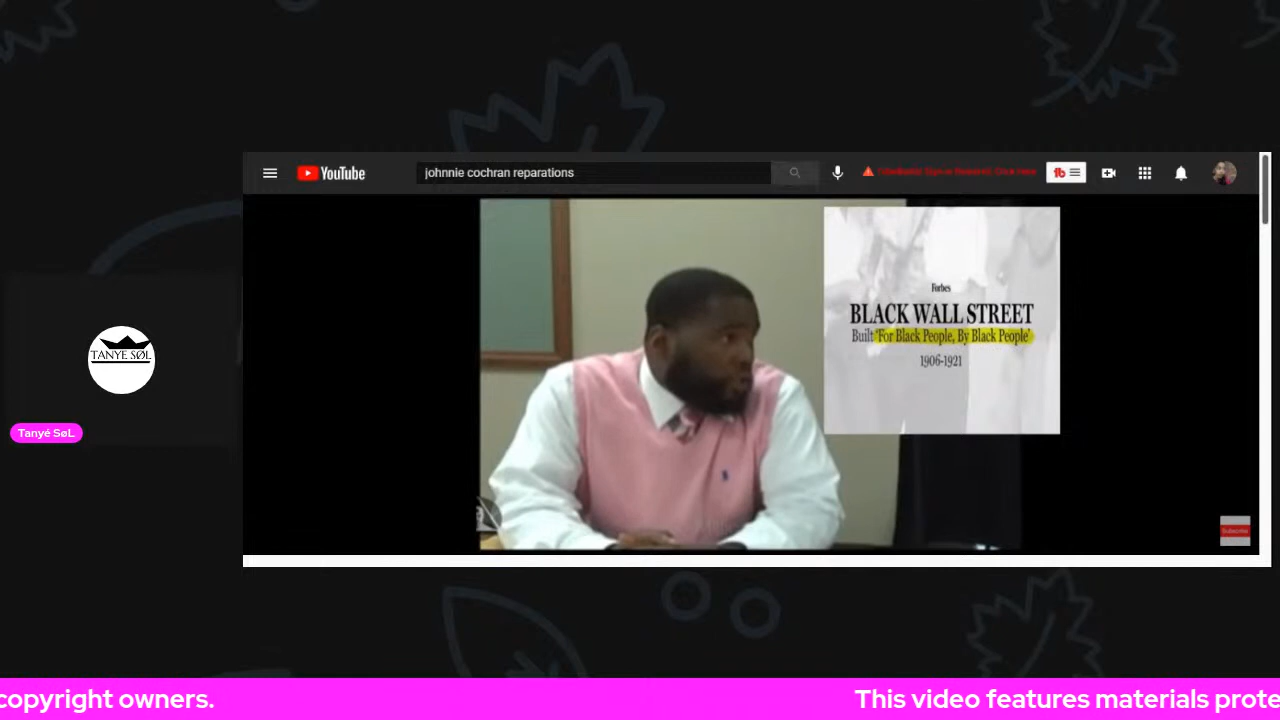 YouTube
johnnie cochran reparations
Forbes
BLACK WALL STREET
Built 'For Black People, By Black People'
1906-1921
TANYE SØL
Tanyé SøL
Subscribe
copyright owners.
This video features materials prote